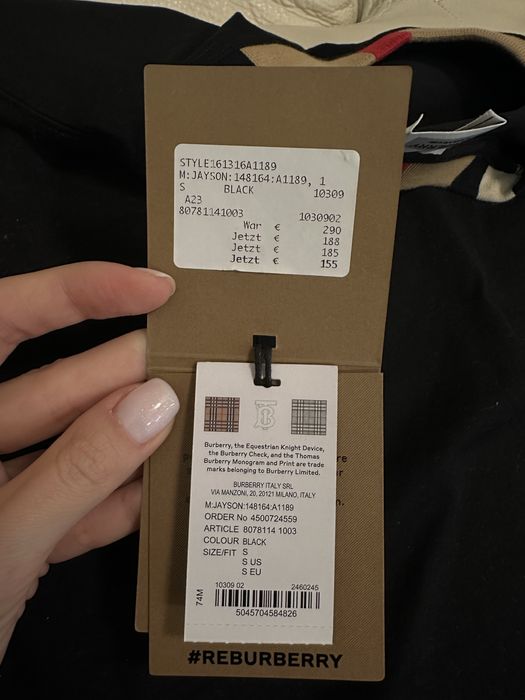 STYLE161316A1189
M:JAYSON:148164:A1189, 1
S BLACK 10309
A23
80781141003 1030902
War € 290
Jetzt € 188
Jetzt € 185
Jetzt € 155
Burberry, the Equestrian Knight Device,
the Burberry Check, and the Thomas
Burberry Monogram and Print are trade
marks belonging to Burberry Limited.
BURBERRY ITALY SRL
VIA MANZONI, 20, 20121 MILANO, ITALY
M:JAYSON:148164:A1189
ORDER No 4500724559
ARTICLE 8078114 1003
COLOUR BLACK
SIZE/FIT S
S US
S EU
10309 02 2460245
74M
5045704584826
#REBURBERRY